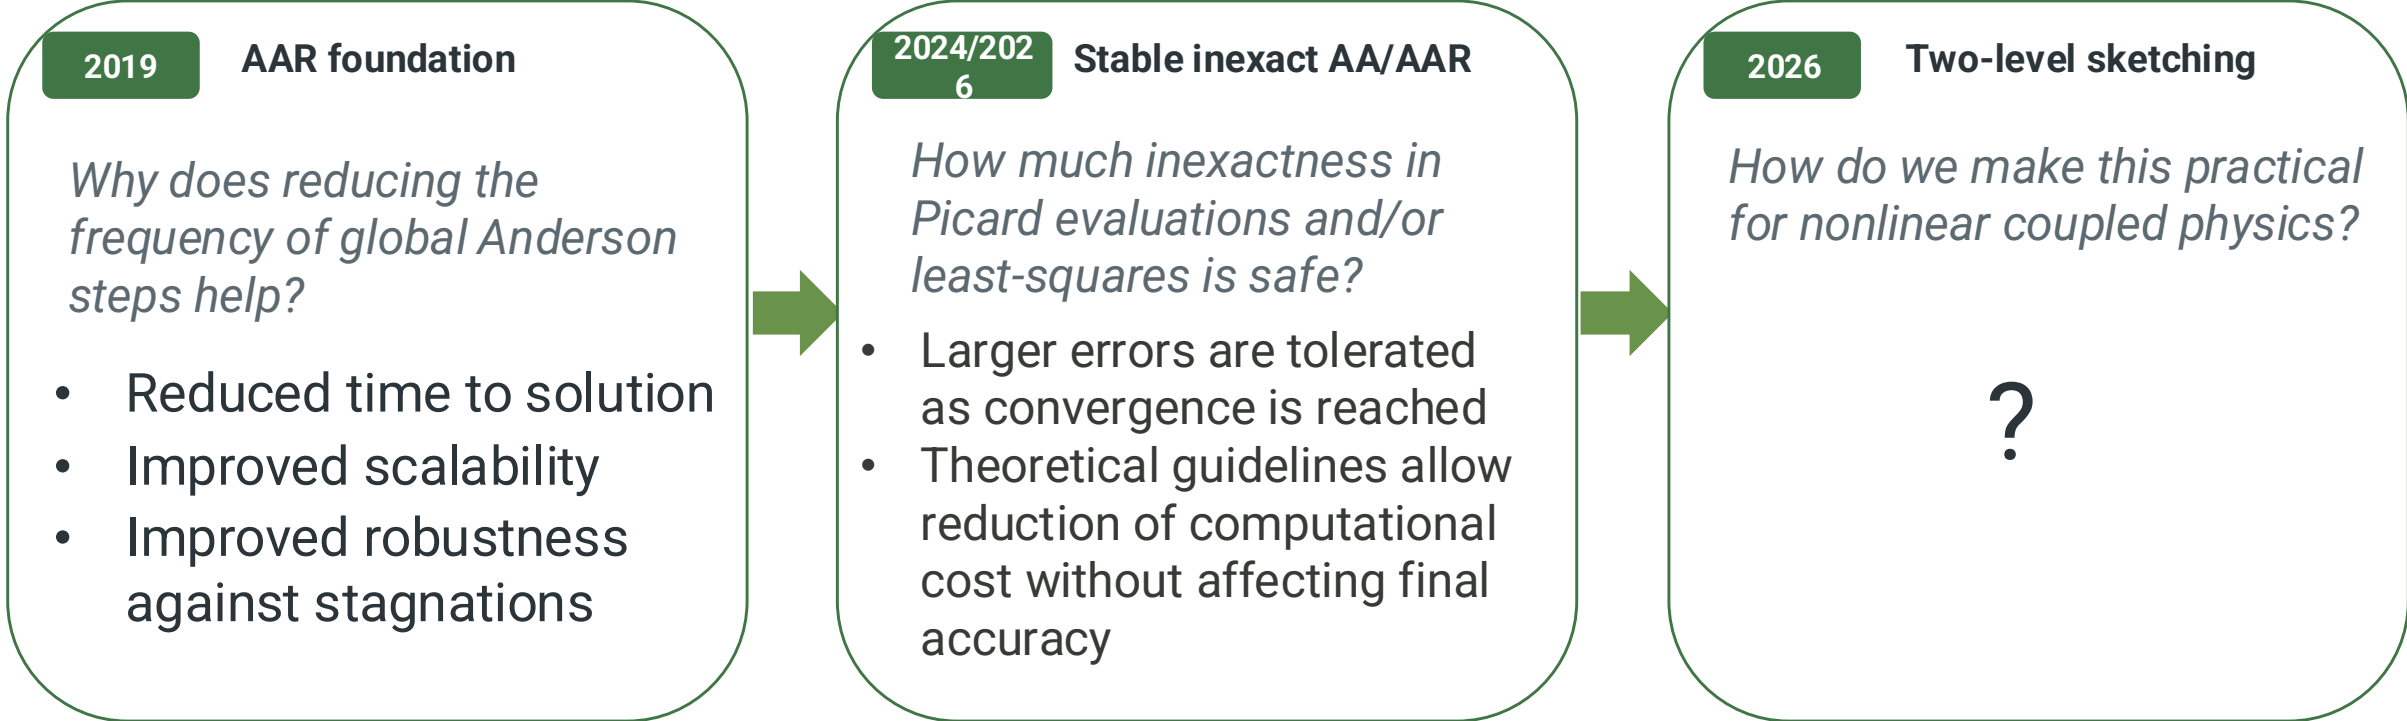 2019
AAR foundation
Why does reducing the
frequency of global Anderson
steps help?
• Reduced time to solution
• Improved scalability
• Improved robustness
against stagnations
2024/202
6
Stable inexact AA/AAR
How much inexactness in
Picard evaluations and/or
least-squares is safe?
• Larger errors are tolerated
as convergence is reached
• Theoretical guidelines allow
reduction of computational
cost without affecting final
accuracy
2026
Two-level sketching
How do we make this practical
for nonlinear coupled physics?
?